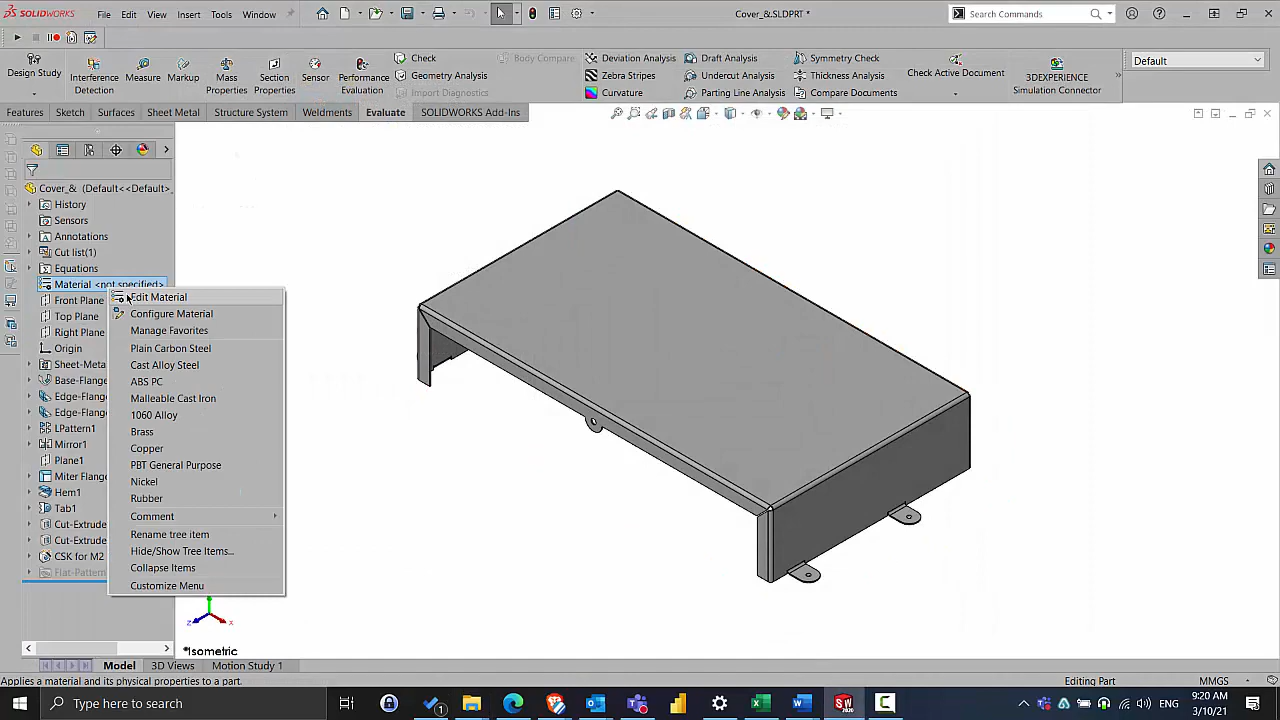 SOLIDWORKS File Edit View Insert Tools Window Cover_&.SLDPRT * Search Commands
Design Study
Interference Detection
Measure
Markup
Mass Properties
Section Properties
Sensor
Performance Evaluation
Check
Geometry Analysis
Import Diagnostics
Body Compare
Deviation Analysis
Zebra Stripes
Curvature
Draft Analysis
Undercut Analysis
Parting Line Analysis
Symmetry Check
Thickness Analysis
Compare Documents
Check Active Document
3DEXPERIENCE Simulation Connector
Default
Features Sketch Surfaces Sheet Metal Structure System Weldments Evaluate SOLIDWORKS Add-Ins
Cover_& (Default<<Default>_
History
Sensors
Annotations
Cut list(1)
Equations
Material <not specified>
Front Plane
Top Plane
Right Plane
Origin
Sheet-Meta
Base-Flange
Edge-Flang
Edge-Flang
LPattern1
Mirror1
Plane1
Miter Flang
Hem1
Tab1
Cut-Extrude
Cut-Extrude
CSK for M2
Flat-Pattern
Edit Material
Configure Material
Manage Favorites
Plain Carbon Steel
Cast Alloy Steel
ABS PC
Malleable Cast Iron
1060 Alloy
Brass
Copper
PBT General Purpose
Nickel
Rubber
Comment
Rename tree item
Hide/Show Tree Items...
Collapse Items
Customize Menu
z x
*Isometric
Model 3D Views Motion Study 1
Applies a material and its physical properties to a part. Editing Part MMGS
Type here to search
SW
2020
1
ENG
9:20 AM
3/10/21